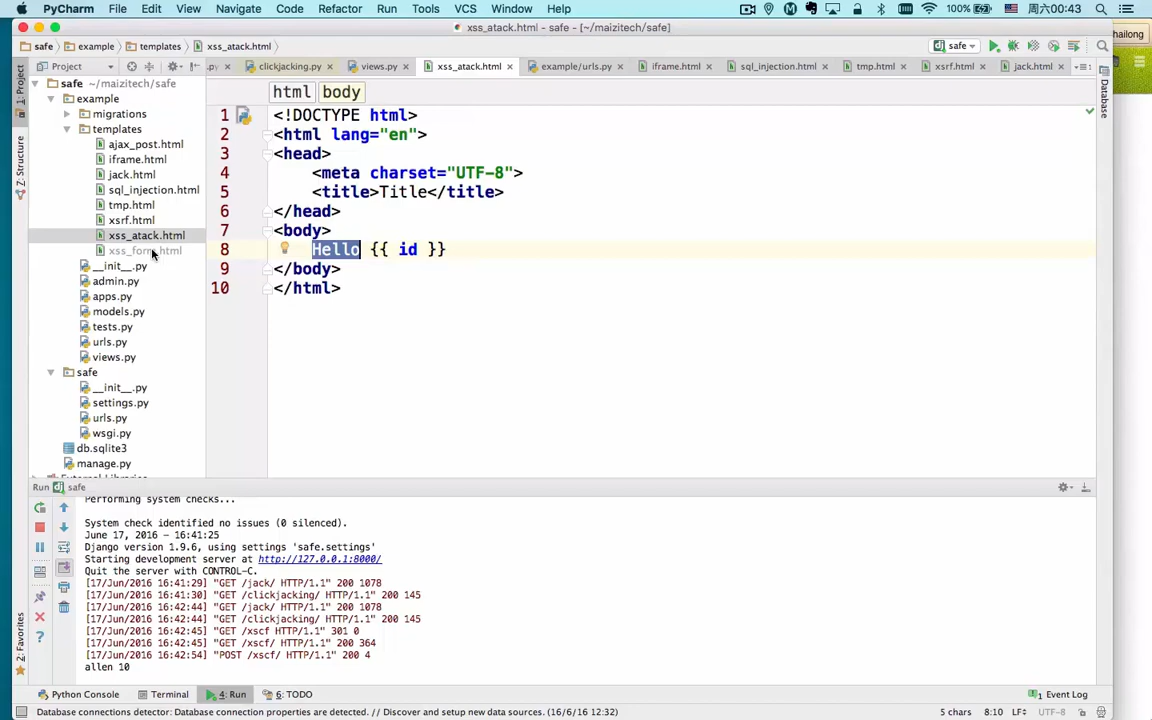 PyCharm File Edit View Navigate Code Refactor Run Tools VCS Window Help 100% 周六00:43
xss_atack.html - safe - [~/maizitech/safe]
hailong
safe example templates xss_atack.html safe
Project .py clickjacking.py views.py xss_atack.html example/urls.py iframe.html sql_injection.html tmp.html xsrf.html jack.html
1: Project
Z: Structure
2: Favorites
Database
safe ~/maizitech/safe
example
migrations
templates
ajax_post.html
iframe.html
jack.html
sql_injection.html
tmp.html
xsrf.html
xss_atack.html
xss_form.html
__init__.py
admin.py
apps.py
models.py
tests.py
urls.py
views.py
safe
__init__.py
settings.py
urls.py
wsgi.py
db.sqlite3
manage.py
html body
1 <!DOCTYPE html>
2 <html lang="en">
3 <head>
4 <meta charset="UTF-8">
5 <title>Title</title>
6 </head>
7 <body>
8 Hello {{ id }}
9 </body>
10 </html>
Run safe
Performing system checks...
System check identified no issues (0 silenced).
June 17, 2016 - 16:41:25
Django version 1.9.6, using settings 'safe.settings'
Starting development server at http://127.0.0.1:8000/
Quit the server with CONTROL-C.
[17/Jun/2016 16:41:29] "GET /jack/ HTTP/1.1" 200 1078
[17/Jun/2016 16:41:30] "GET /clickjacking/ HTTP/1.1" 200 145
[17/Jun/2016 16:42:44] "GET /jack/ HTTP/1.1" 200 1078
[17/Jun/2016 16:42:44] "GET /clickjacking/ HTTP/1.1" 200 145
[17/Jun/2016 16:42:45] "GET /xscf HTTP/1.1" 301 0
[17/Jun/2016 16:42:45] "GET /xscf/ HTTP/1.1" 200 364
[17/Jun/2016 16:42:54] "POST /xscf/ HTTP/1.1" 200 4
allen 10
Python Console Terminal 4: Run 6: TODO Event Log
Database connections detector: Database connection properties are detected. // Discover and setup new data sources. (16/6/16 12:32) 5 chars 8:10 LF UTF-8